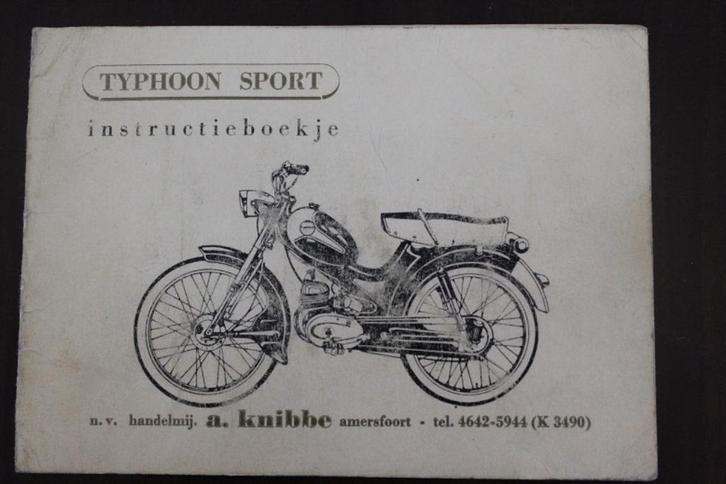 TYPHOON SPORT
instructieboekje
n.v. handelmij. a. knibbe amersfoort - tel. 4642-5944 (K 3490)